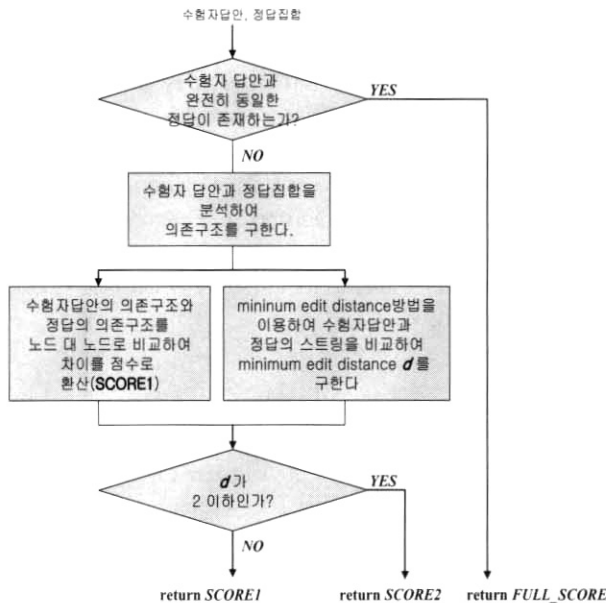 수험자답안, 정답집합
수험자 답안과
완전히 동일한
정답이 존재하는가?
YES
NO
수험자 답안과 정답집합을
분석하여
의존구조를 구한다.
수험자답안의 의존구조와
정답의 의존구조를
노드 대 노드로 비교하여
차이를 점수로
환산(SCORE1)
mininum edit distance방법을
이용하여 수험자답안과
정답의 스트링을 비교하여
minimum edit distance d를
구한다
d가
2 이하인가?
YES
NO
return SCORE1
return SCORE2
return FULL_SCORE